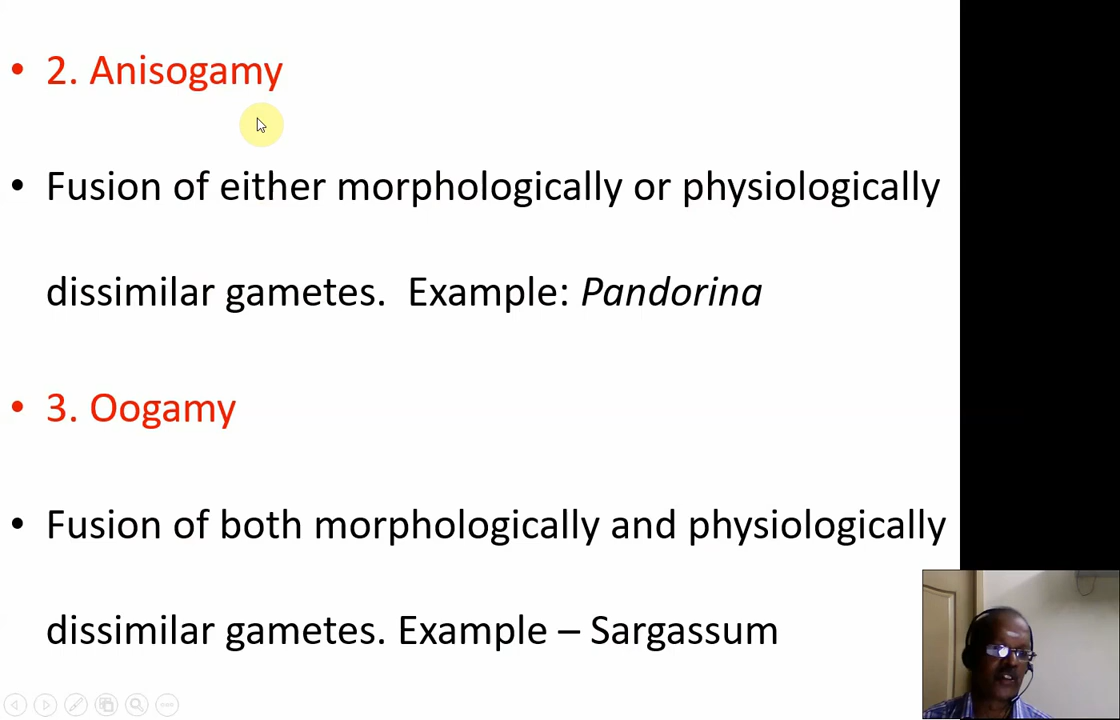 • 2. Anisogamy
• Fusion of either morphologically or physiologically
dissimilar gametes. Example: Pandorina
• 3. Oogamy
• Fusion of both morphologically and physiologically
dissimilar gametes. Example – Sargassum